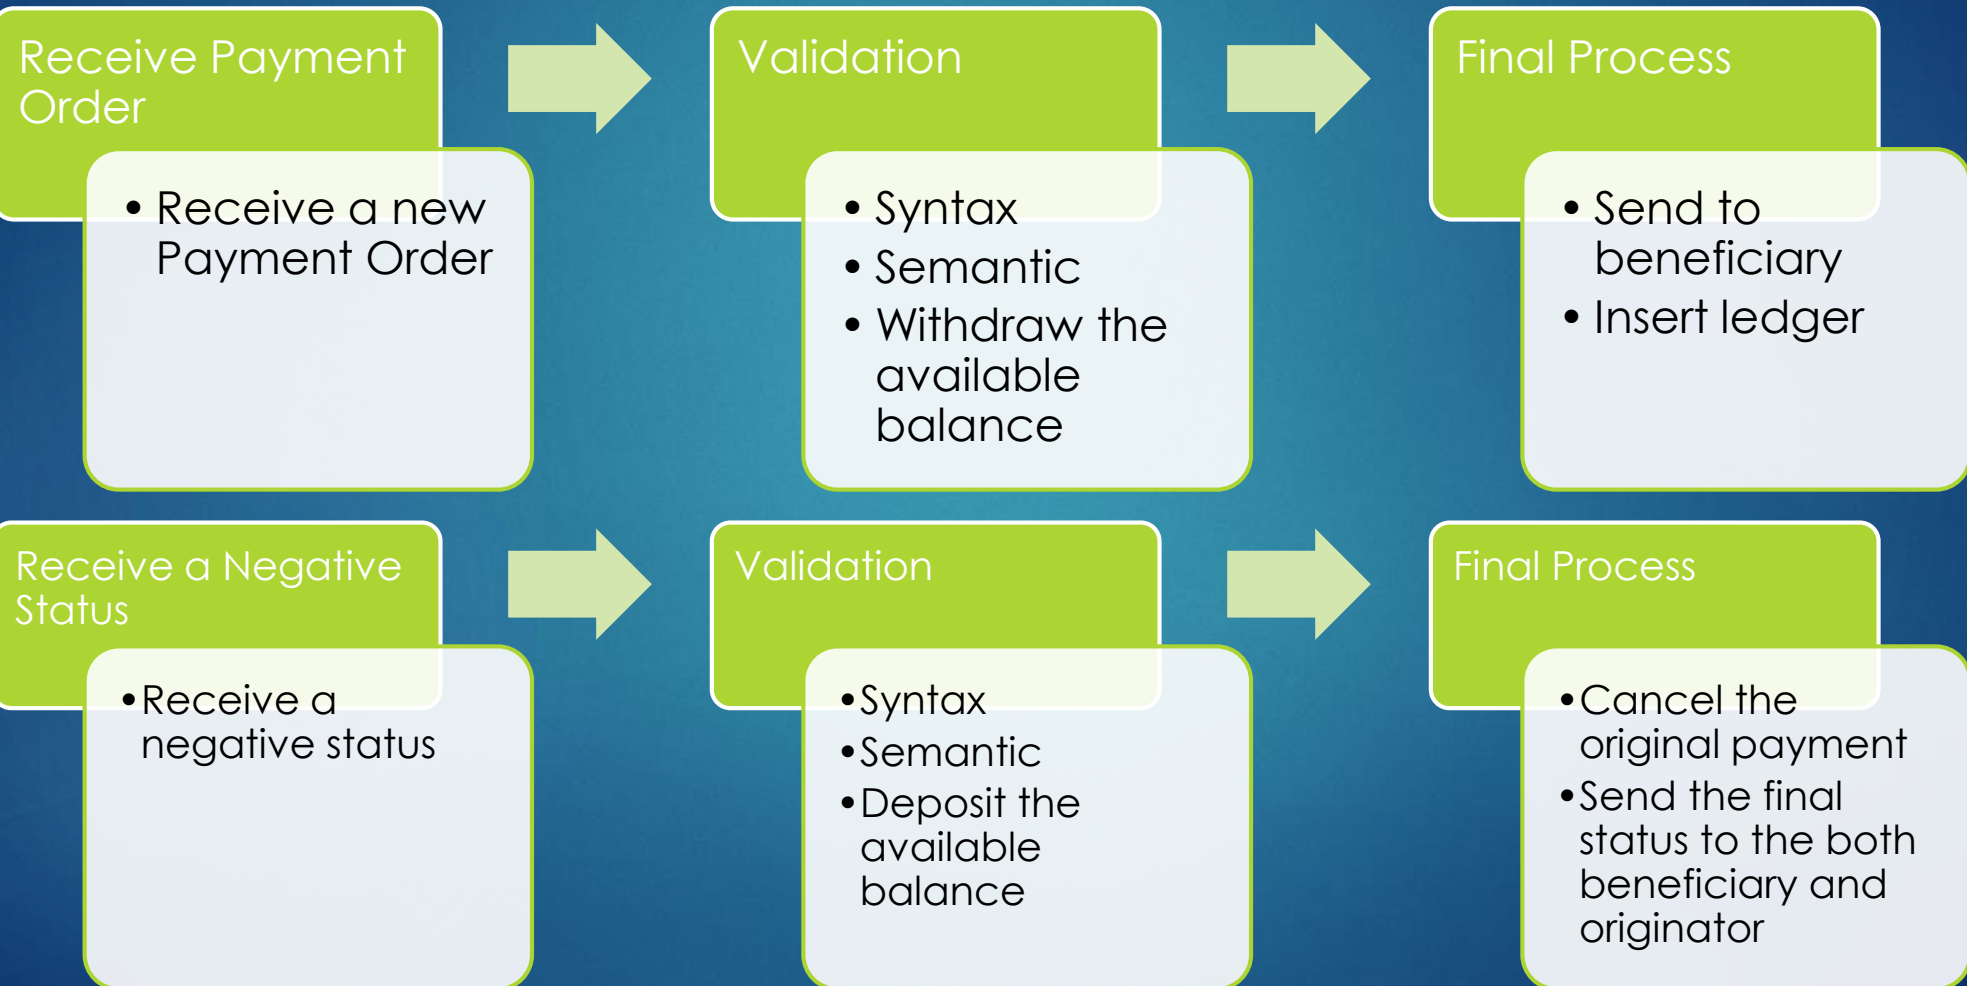 Receive Payment
Order
• Receive a new
Payment Order
Validation
• Syntax
• Semantic
• Withdraw the
available
balance
Final Process
• Send to
beneficiary
• Insert ledger
Receive a Negative
Status
•Receive a
negative status
Validation
•Syntax
•Semantic
•Deposit the
available
balance
Final Process
•Cancel the
original payment
•Send the final
status to the both
beneficiary and
originator